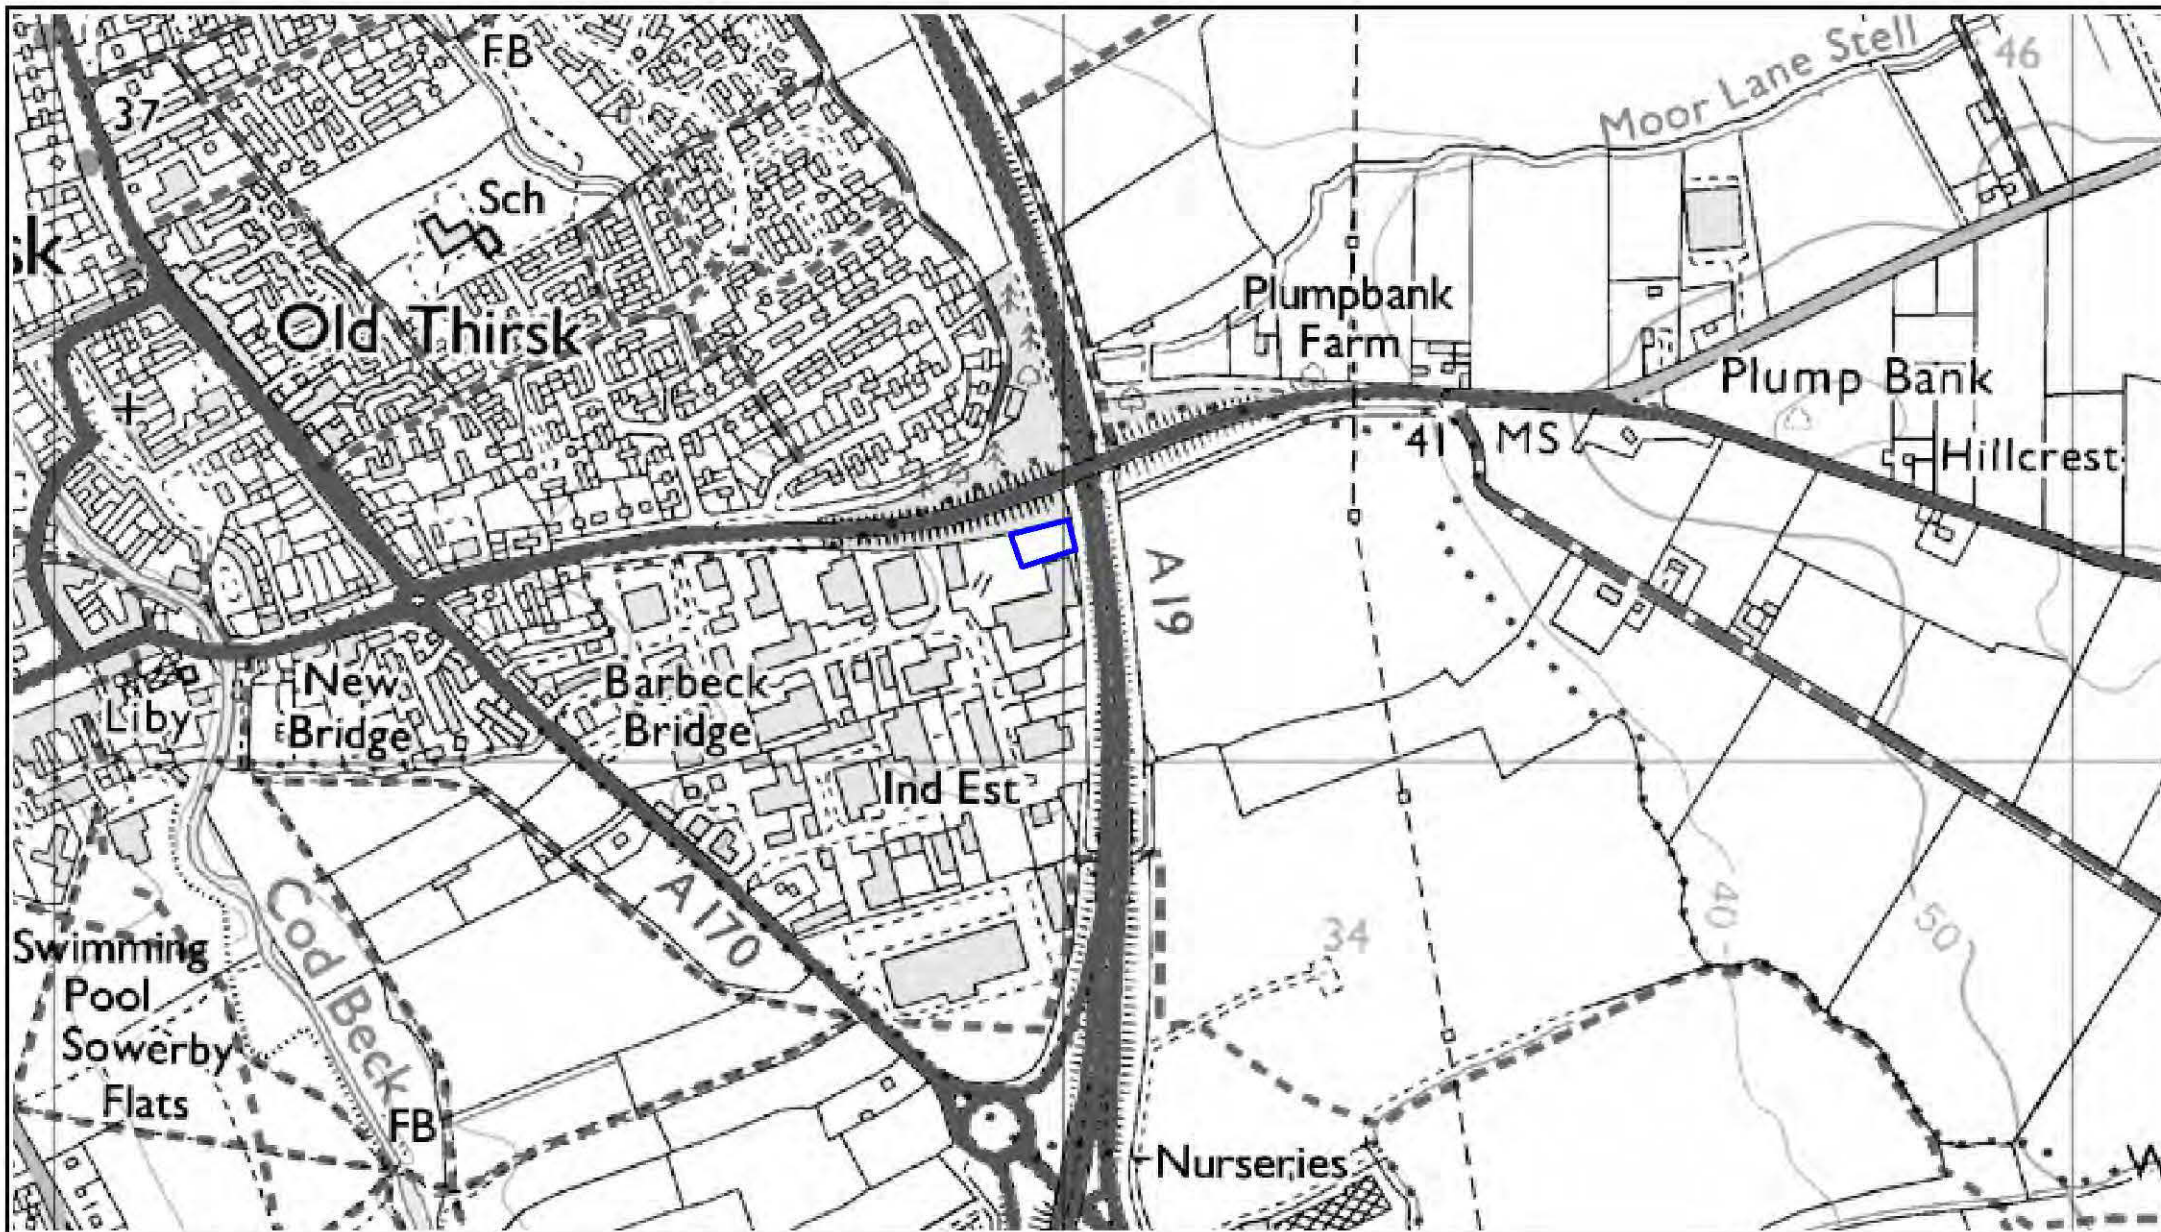 FB
Moor Lane Stell
46
37
Sch
sk
Old Thirsk
Plumpbank
Farm
Plump Bank
41
MS
Hillcrest
A19
New
Bridge
Liby
Barbeck
Bridge
Ind Est
A170
Cod Beck
Swimming
Pool
Sowerby
Flats
FB
34
40
50
Nurseries
W